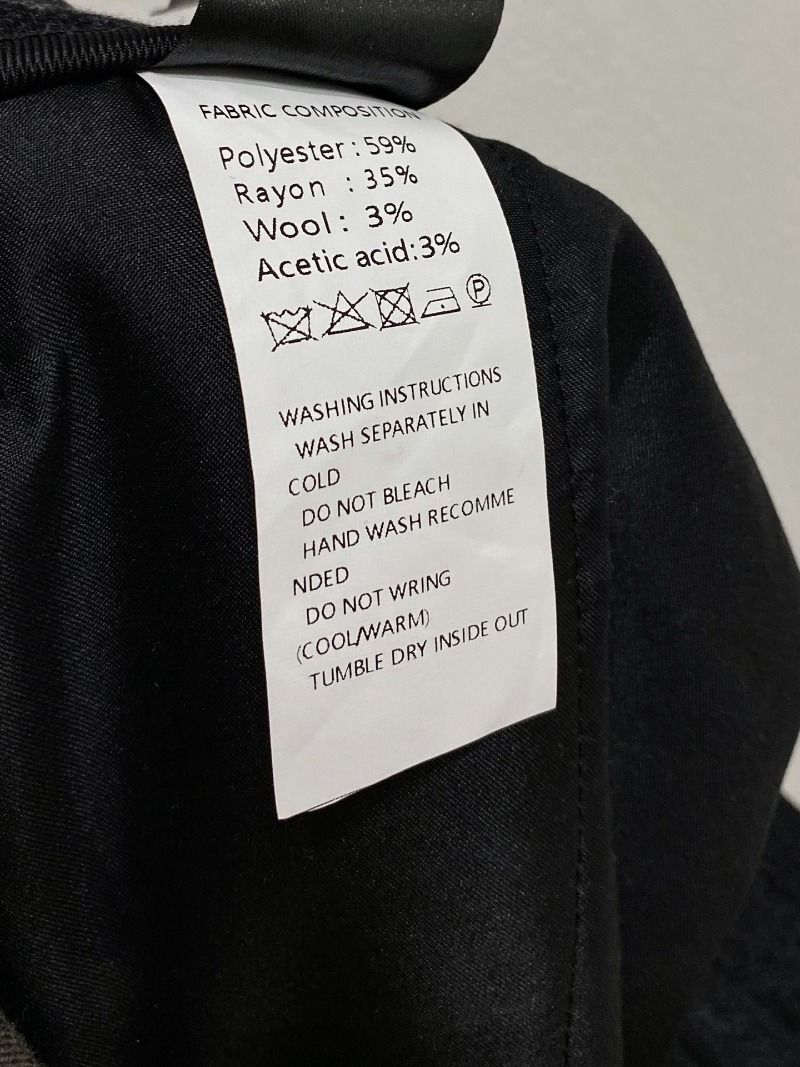 FABRIC COMPOSITION
Polyester : 59%
Rayon : 35%
Wool : 3%
Acetic acid:3%
P
WASHING INSTRUCTIONS
WASH SEPARATELY IN
COLD
DO NOT BLEACH
HAND WASH RECOMME
NDED
DO NOT WRING
(COOL/WARM)
TUMBLE DRY INSIDE OUT